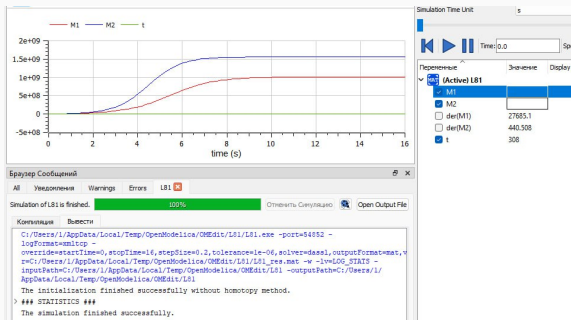 Simulation Time Unit
s
M1
M2
t
2e+09
1.5e+09
1e+09
5e+08
0
-5e+08
0
2
4
6
8
10
12
14
16
time (s)
Time: 0.0
Переменные
Значение
Display
(Active) L81
M1
M2
der(M1)
27685.1
der(M2)
440.508
t
308
Браузер Сообщений
All
Уведомления
Warnings
Errors
L81
Simulation of L81 is finished.
100%
Отменить Симуляцию
Open Output File
Компиляция
Вывести
C:/Users/1/AppData/Local/Temp/OpenModelica/OMEdit/L81/L81.exe -port=54852 -
logFormat=xmltcp -
override=startTime=0,stopTime=16,stepSize=0.2,tolerance=1e-06,solver=dassl,outputFormat=mat,v
r=C:/Users/1/AppData/Local/Temp/OpenModelica/OMEdit/L81/L81_res.mat -w -lv=LOG_STATS -
inputPath=C:/Users/1/AppData/Local/Temp/OpenModelica/OMEdit/L81 -outputPath=C:/Users/1/
AppData/Local/Temp/OpenModelica/OMEdit/L81
The initialization finished successfully without homotopy method.
### STATISTICS ###
The simulation finished successfully.